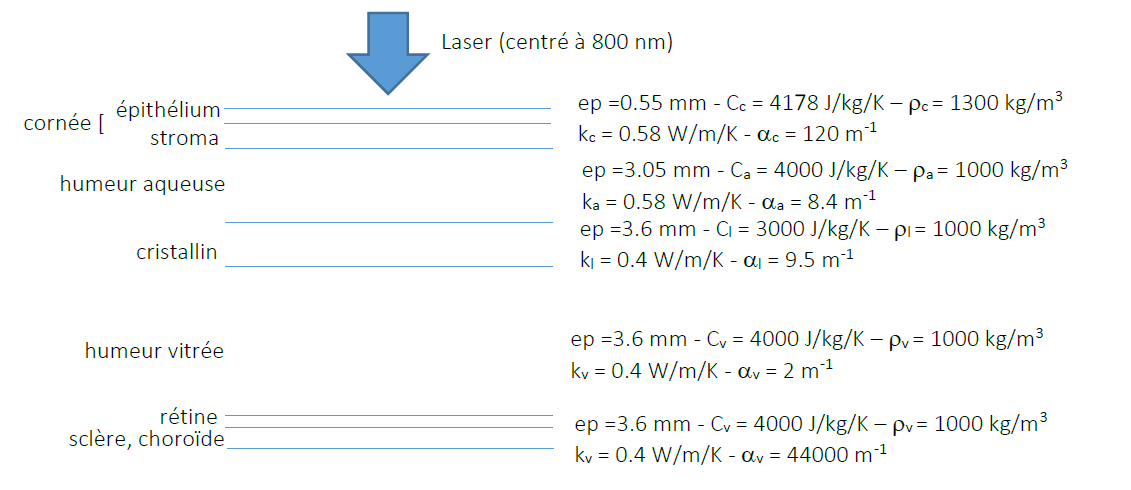 Laser (centré à 800 nm)
épithélium
cornée [
stroma
ep =0.55 mm - Cc = 4178 J/kg/K – ρc = 1300 kg/m³
kc = 0.58 W/m/K - αc = 120 m⁻¹
humeur aqueuse
ep =3.05 mm - Ca = 4000 J/kg/K – ρa = 1000 kg/m³
ka = 0.58 W/m/K - αa = 8.4 m⁻¹
cristallin
ep =3.6 mm - Cl = 3000 J/kg/K – ρl = 1000 kg/m³
kl = 0.4 W/m/K - αl = 9.5 m⁻¹
humeur vitrée
ep =3.6 mm - Cv = 4000 J/kg/K – ρv = 1000 kg/m³
kv = 0.4 W/m/K - αv = 2 m⁻¹
rétine
sclère, choroïde
ep =3.6 mm - Cv = 4000 J/kg/K – ρv = 1000 kg/m³
kv = 0.4 W/m/K - αv = 44000 m⁻¹